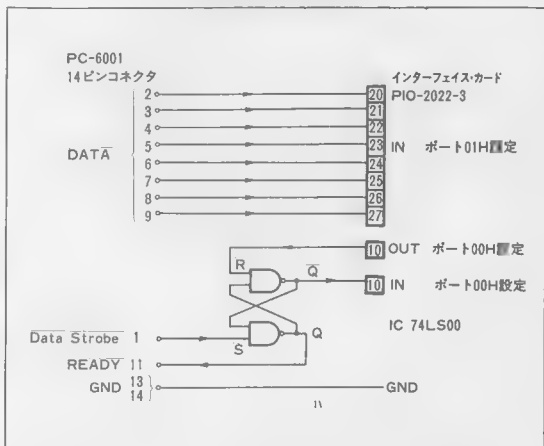 PC-6001
14ピンコネクタ
インターフェイス・カード
PIO-2022-3
2 20
3 21
4 22
5 23 IN ポート01H設定
DATA
6 24
7 25
8 26
9 27
10 OUT ポート00H設定
R Q
10 IN ポート00H設定
IC 74LS00
Data Strobe 1
S Q
READY 11
GND 13
14
GND